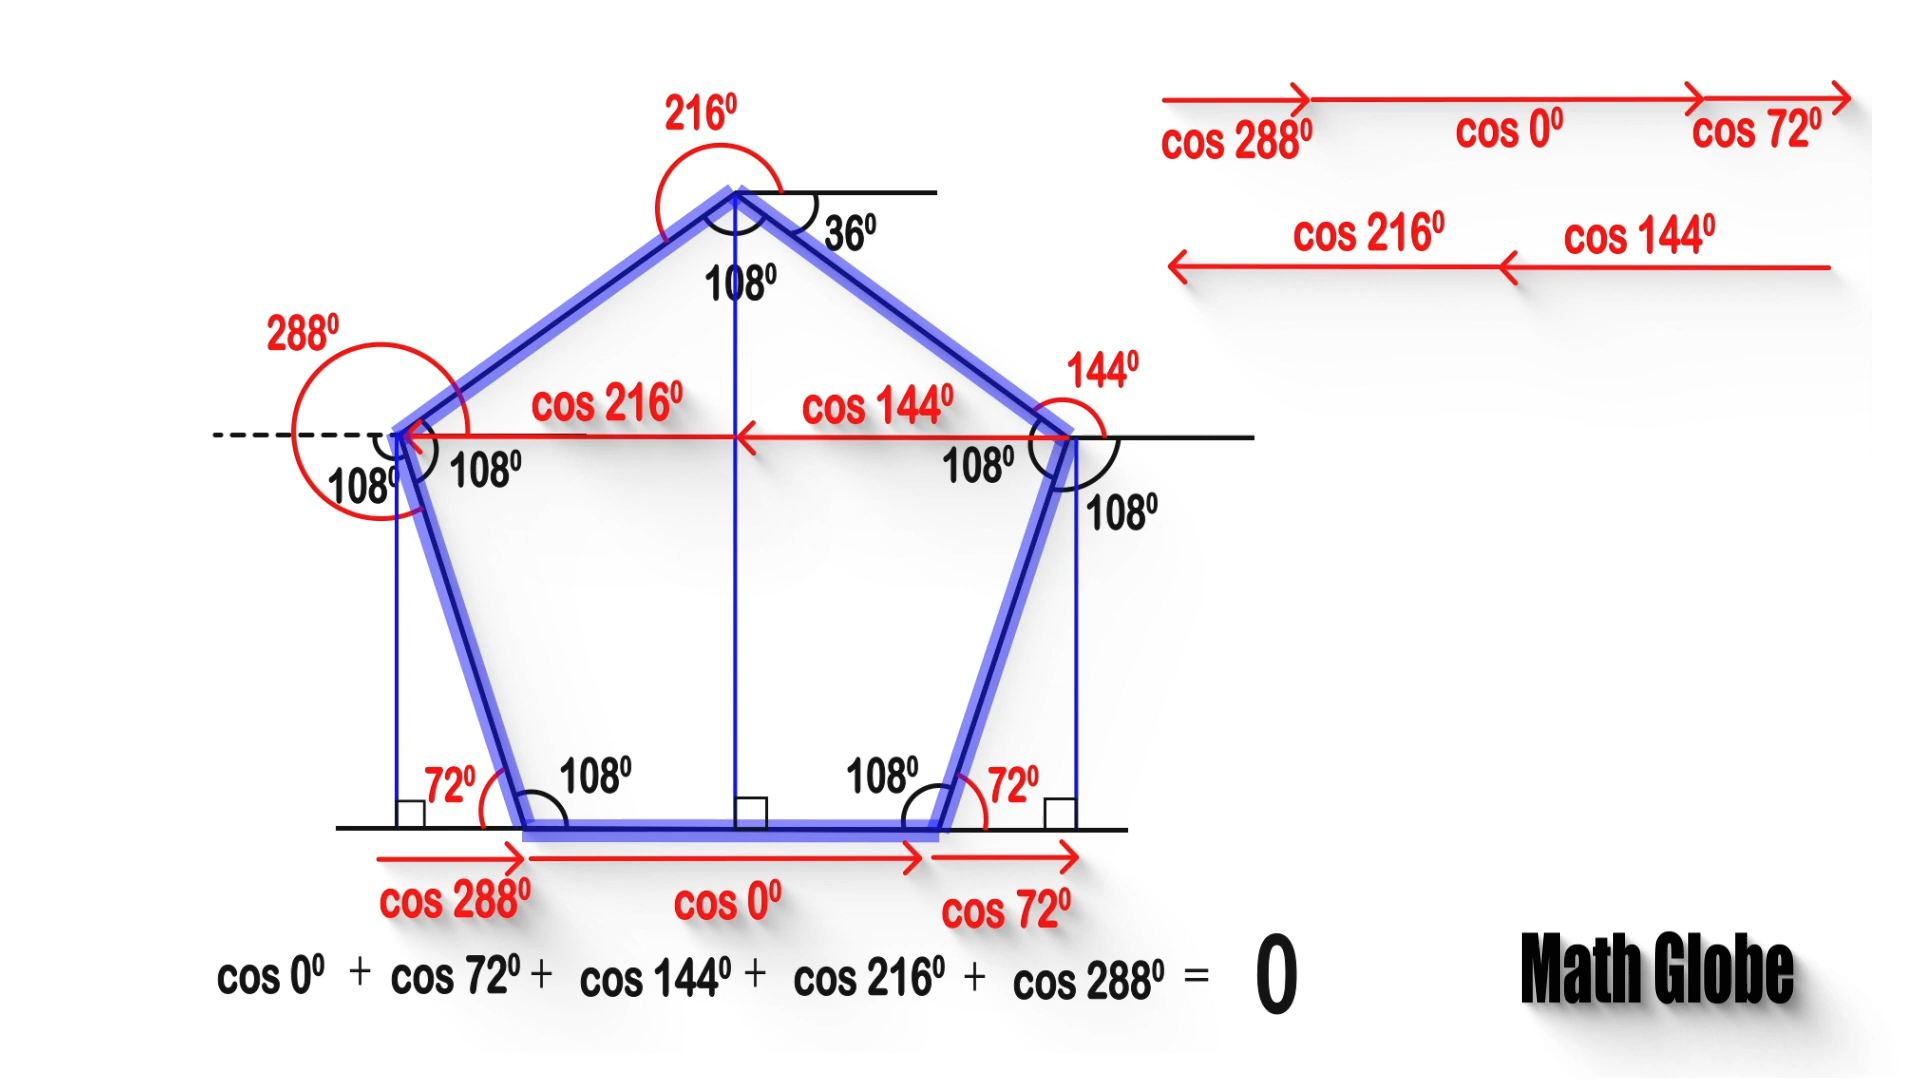 216⁰
cos 288⁰
cos 0⁰
cos 72⁰
36⁰
cos 216⁰
cos 144⁰
108⁰
288⁰
144⁰
cos 216⁰
cos 144⁰
108⁰
108⁰
108⁰
108⁰
72⁰
108⁰
108⁰
72⁰
cos 288⁰
cos 0⁰
cos 72⁰
cos 0⁰ + cos 72⁰ + cos 144⁰ + cos 216⁰ + cos 288⁰ = 0
Math Globe